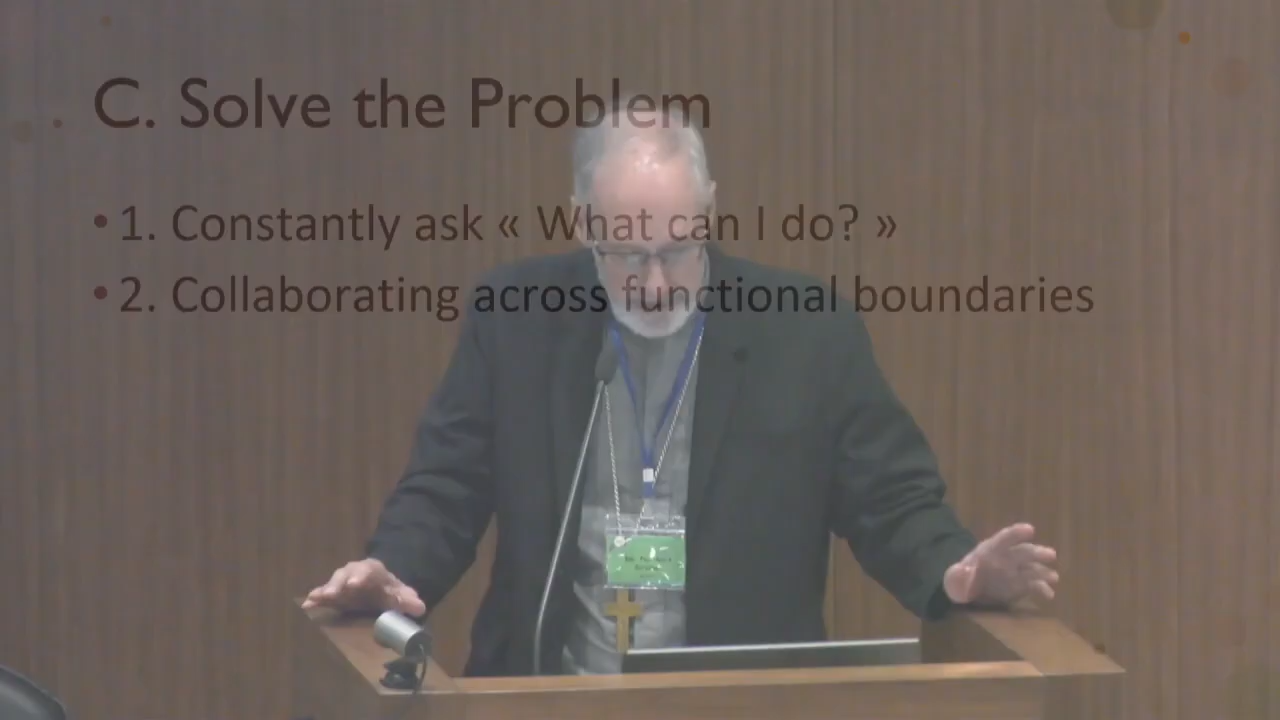 C. Solve the Problem
• 1. Constantly ask « What can I do? »
• 2. Collaborating across functional boundaries